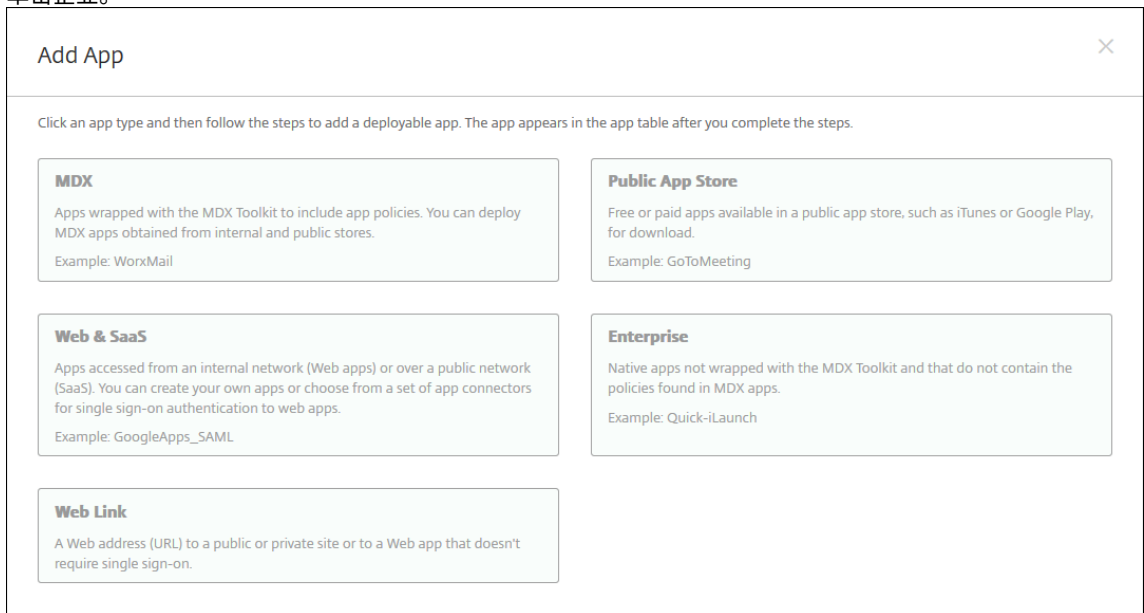 单击企业。
Add App
Click an app type and then follow the steps to add a deployable app. The app appears in the app table after you complete the steps.
MDX
Apps wrapped with the MDX Toolkit to include app policies. You can deploy
MDX apps obtained from internal and public stores.
Example: WorxMail
Public App Store
Free or paid apps available in a public app store, such as iTunes or Google Play,
for download.
Example: GoToMeeting
Web & SaaS
Apps accessed from an internal network (Web apps) or over a public network
(SaaS). You can create your own apps or choose from a set of app connectors
for single sign-on authentication to web apps.
Example: GoogleApps_SAML
Enterprise
Native apps not wrapped with the MDX Toolkit and that do not contain the
policies found in MDX apps.
Example: Quick-iLaunch
Web Link
A Web address (URL) to a public or private site or to a Web app that doesn't
require single sign-on.